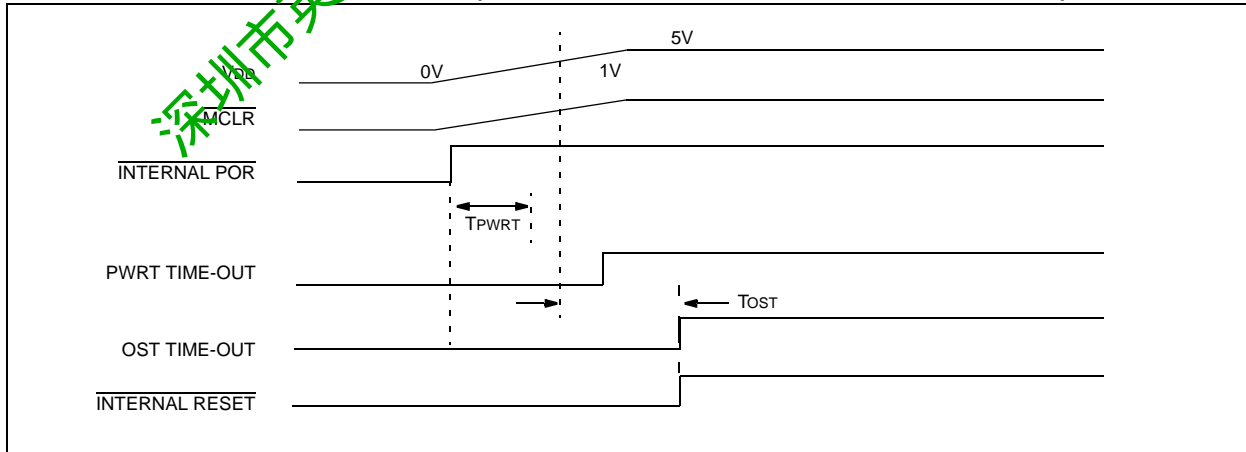 5V
VDD
0V
1V
MCLR
INTERNAL POR
TPWRT
PWRT TIME-OUT
TOST
OST TIME-OUT
INTERNAL RESET
深圳市